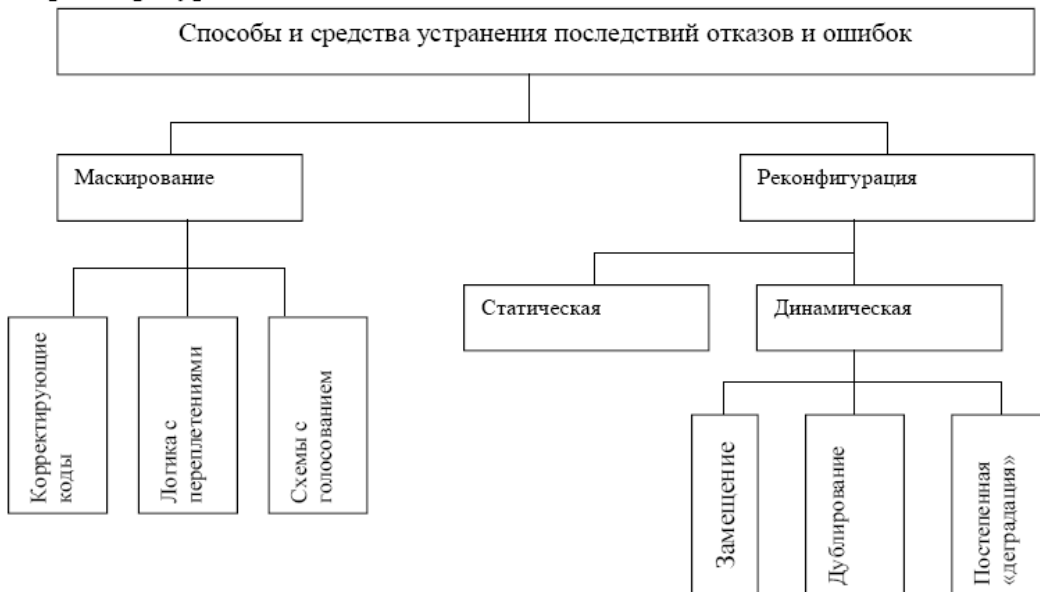 Способы и средства устранения последствий отказов и ошибок
Маскирование
Реконфигурация
Статическая
Динамическая
Корректирующие
коды
Логика с
переплетениями
Схемы с
голосованием
Замещение
Дублирование
Постепенная
«деградация»